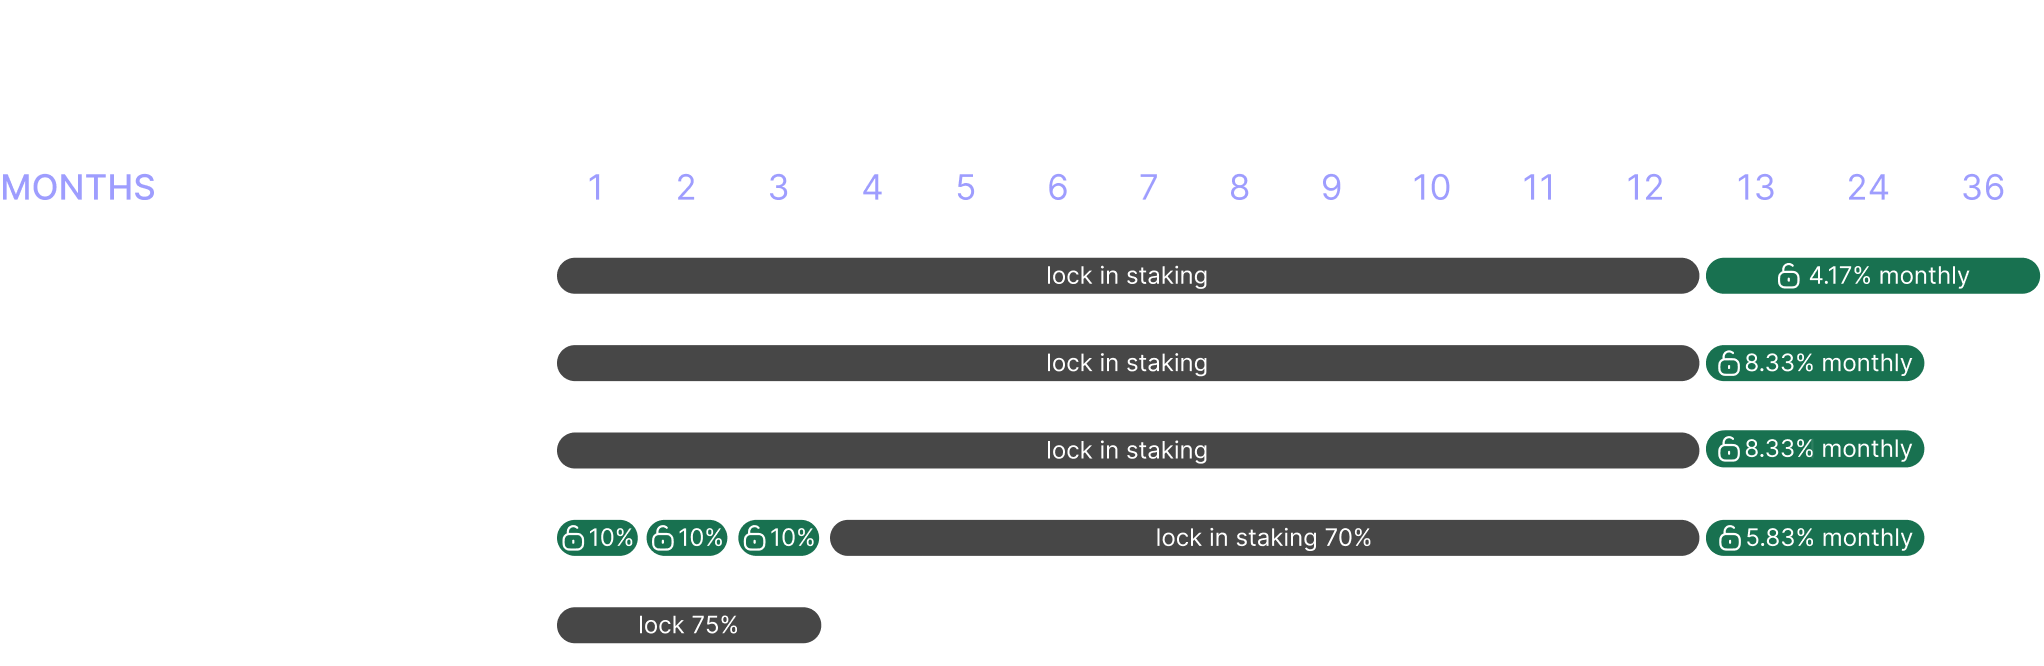 MONTHS 1 2 3 4 5 6 7 8 9 10 11 12 13 24 36
lock in staking 4.17% monthly
lock in staking 8.33% monthly
lock in staking 8.33% monthly
10% 10% 10% lock in staking 70% 5.83% monthly
lock 75%